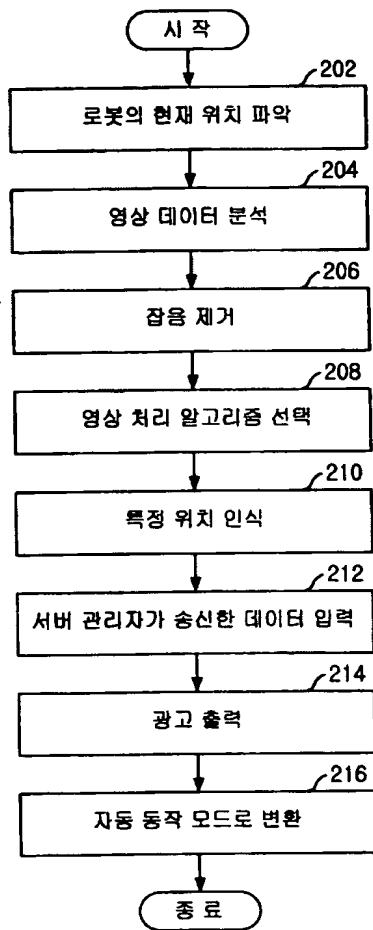 시 작
202
로봇의 현재 위치 파악
204
영상 데이터 분석
206
잡용 제거
208
영상 처리 알고리즘 선택
210
특정 위치 인식
212
서버 관리자가 송신한 데이터 입력
214
광고 출력
216
자동 동작 모드로 변환
종 료